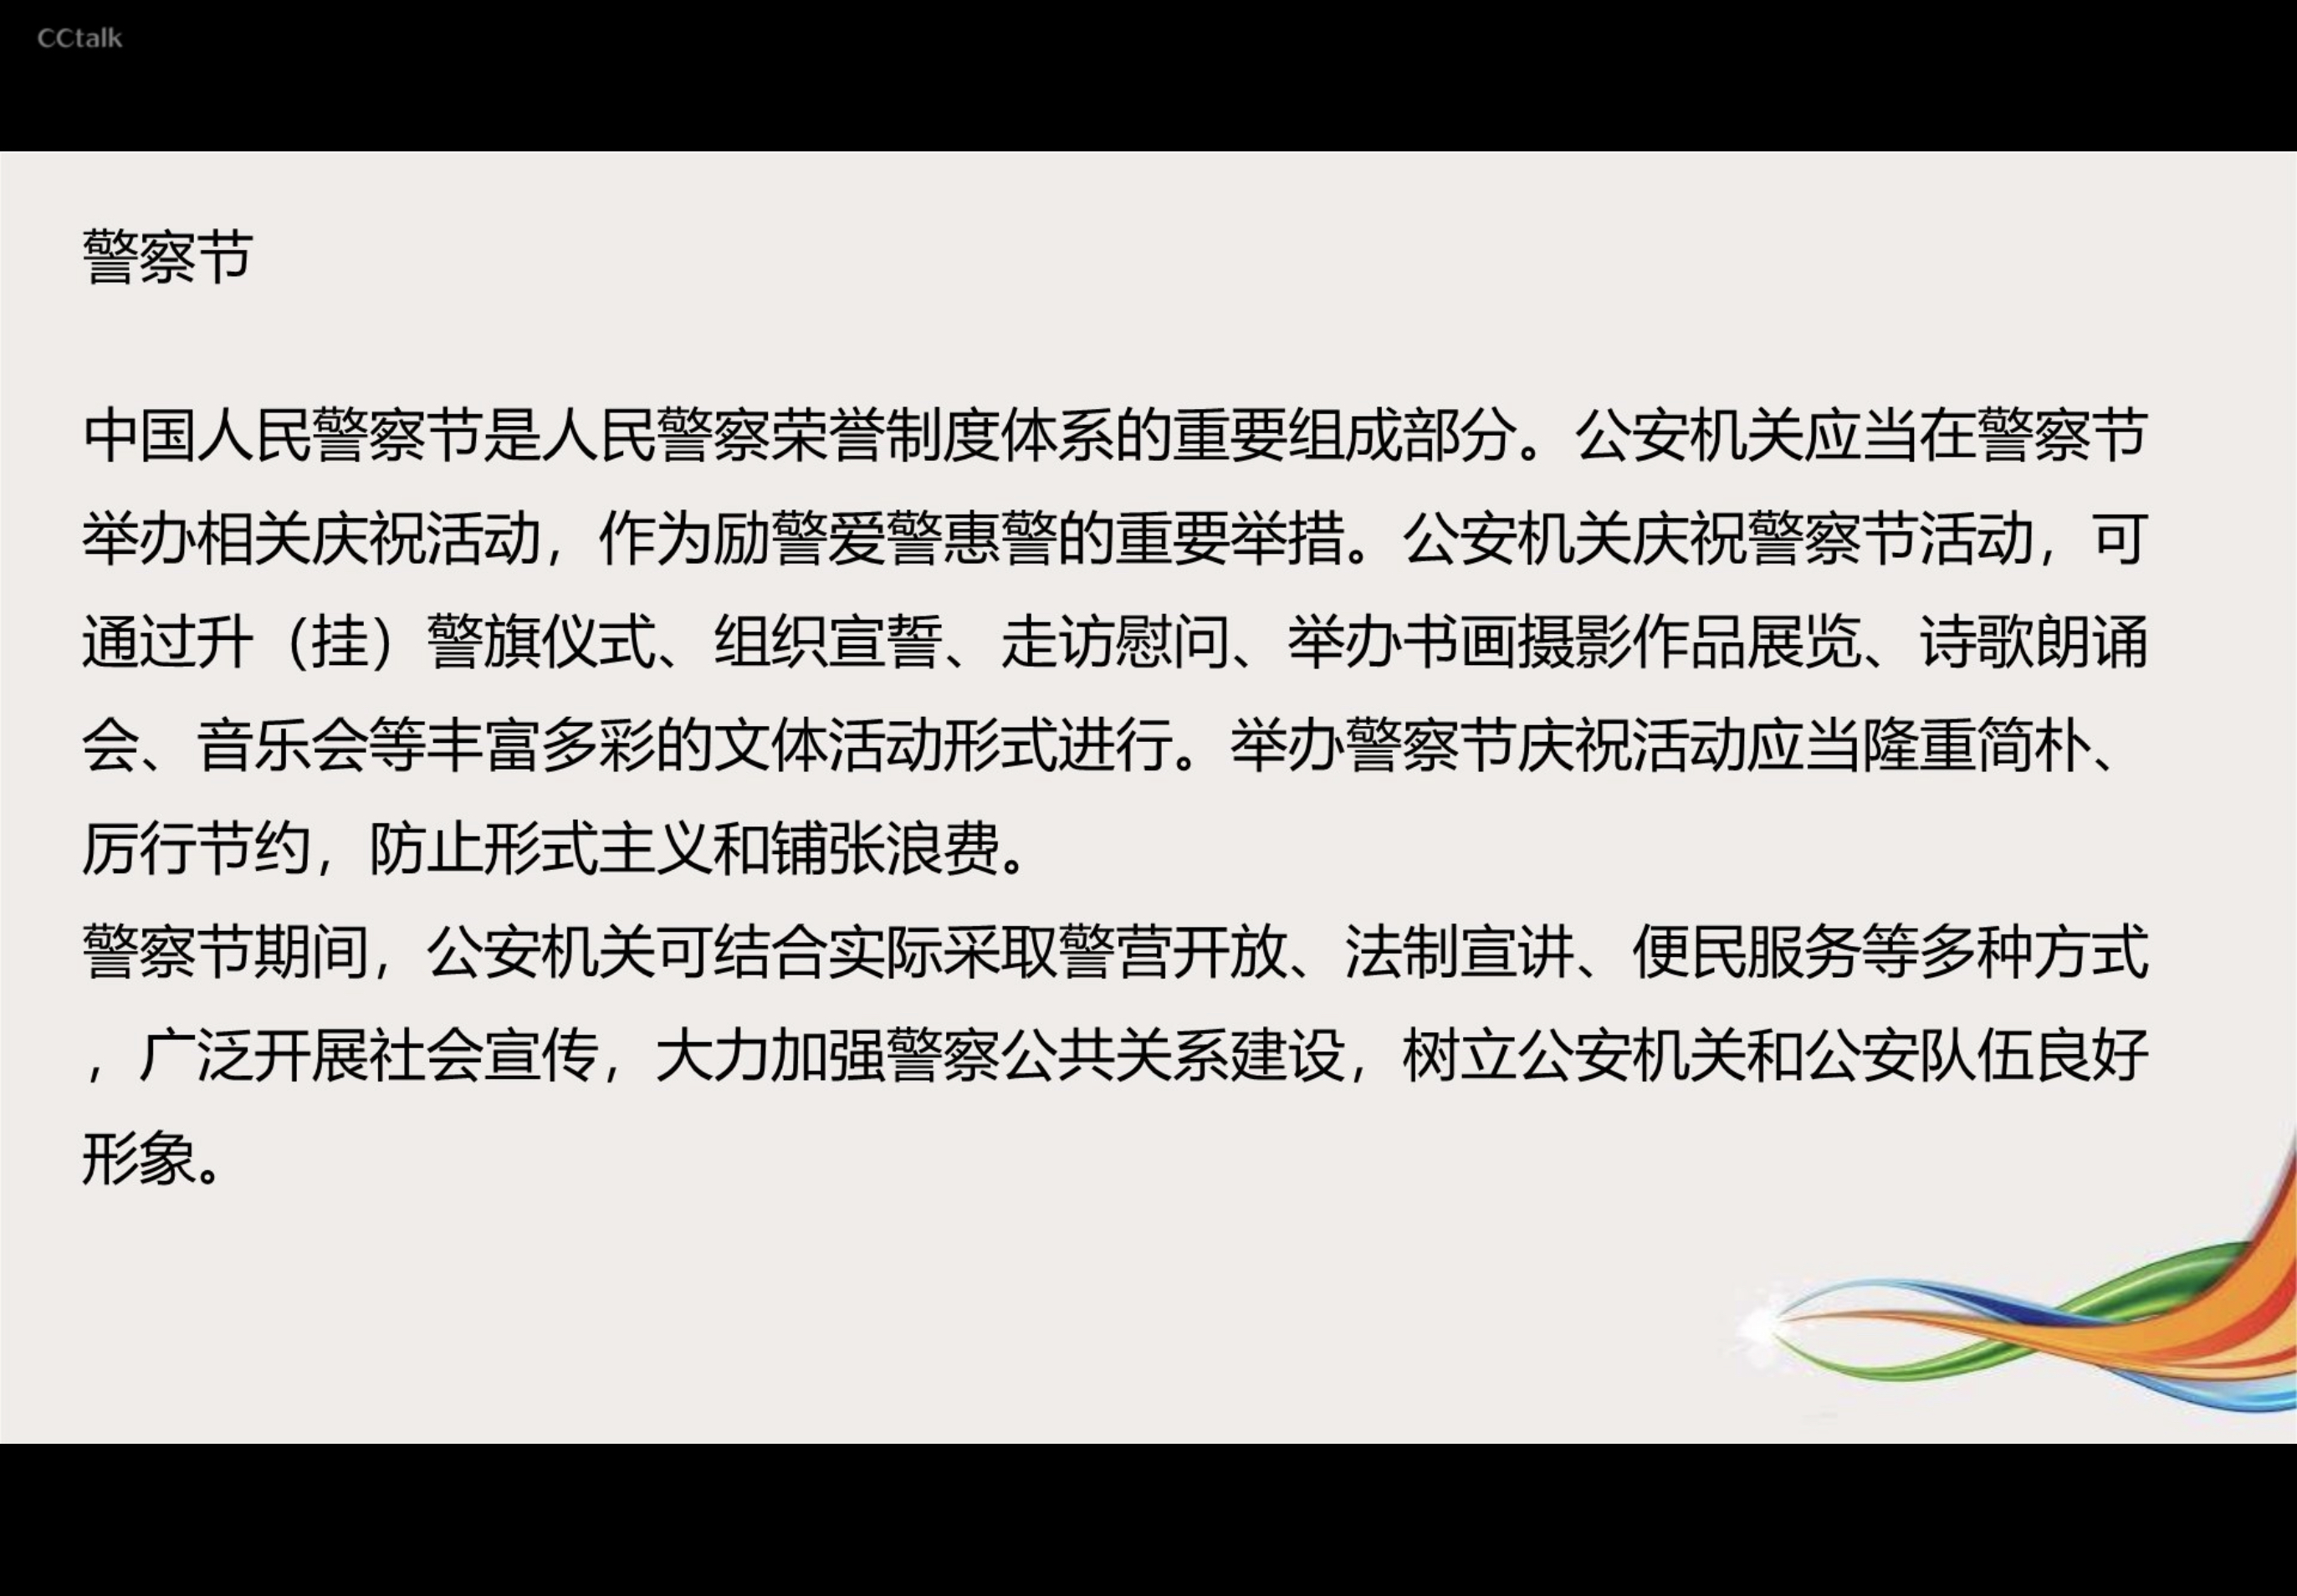 CCtalk
警察节
中国人民警察节是人民警察荣誉制度体系的重要组成部分。公安机关应当在警察节
举办相关庆祝活动，作为励警爱警惠警的重要举措。公安机关庆祝警察节活动，可
通过升（挂）警旗仪式、组织宣誓、走访慰问、举办书画摄影作品展览、诗歌朗诵
会、音乐会等丰富多彩的文体活动形式进行。举办警察节庆祝活动应当隆重简朴、
厉行节约，防止形式主义和铺张浪费。
警察节期间，公安机关可结合实际采取警营开放、法制宣讲、便民服务等多种方式
，广泛开展社会宣传，大力加强警察公共关系建设，树立公安机关和公安队伍良好
形象。